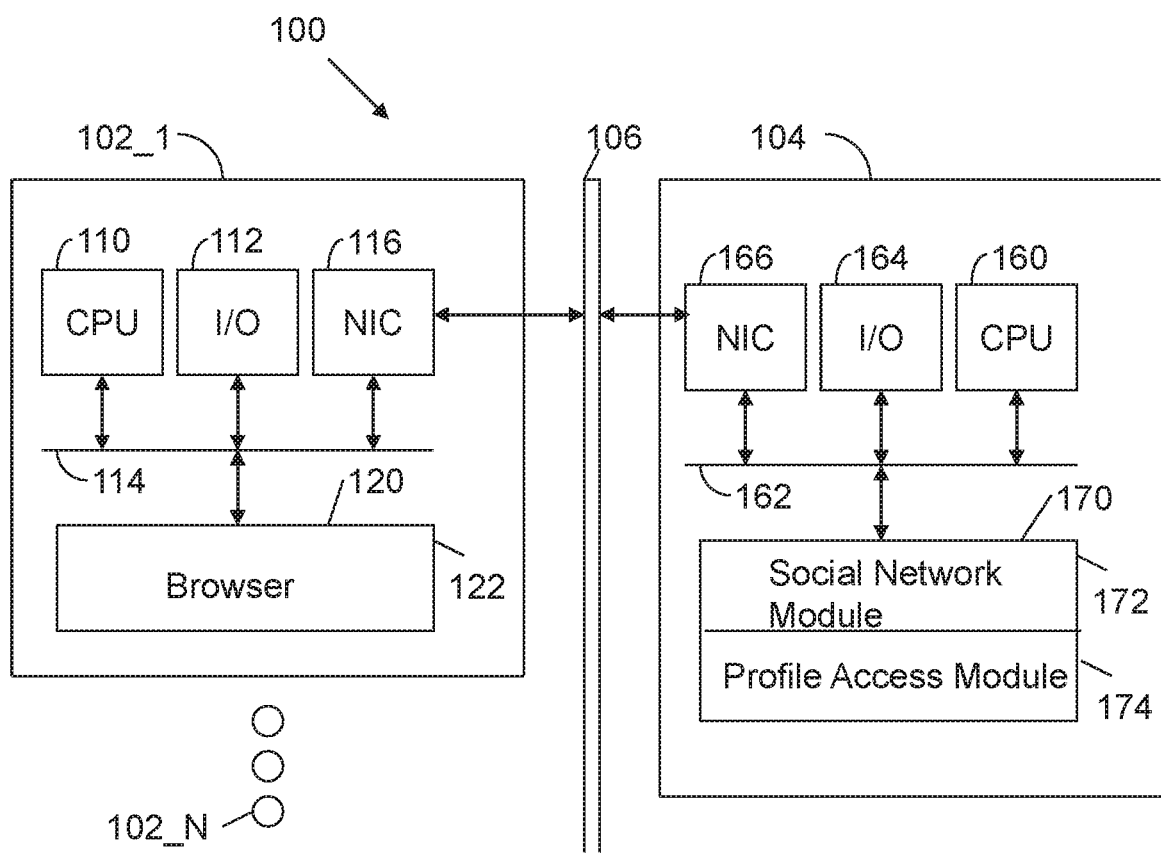 100
102_1
106
104
110
112
116
166
164
160
CPU
I/O
NIC
NIC
I/O
CPU
114
120
162
170
Browser
122
Social Network
Module
172
Profile Access Module
174
102_N